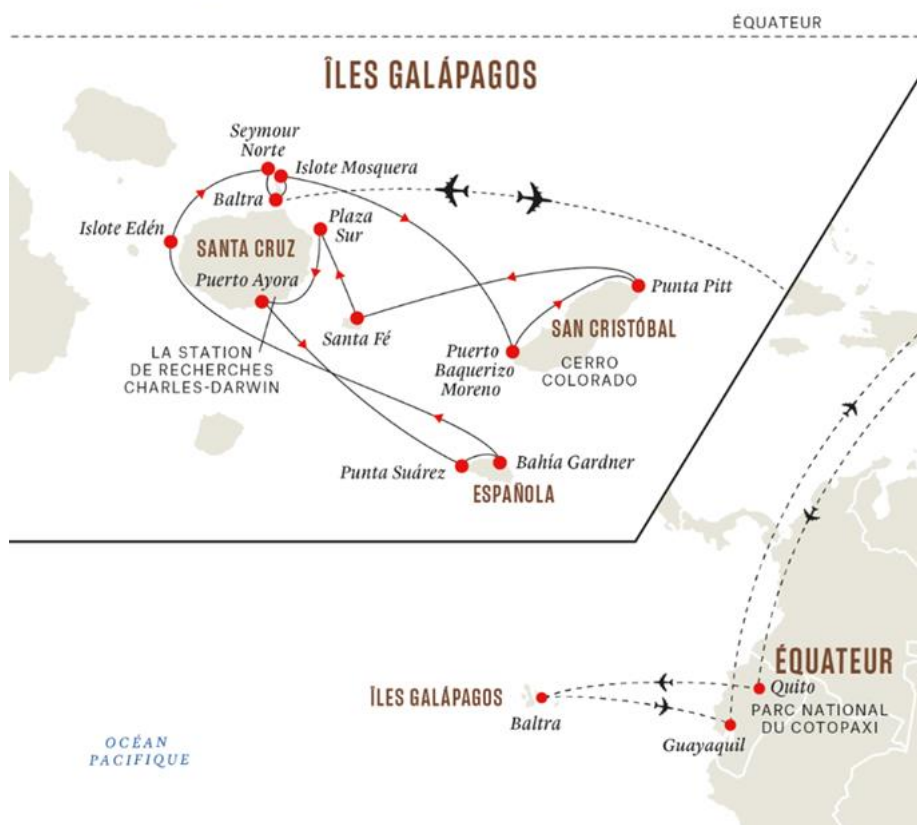 ÉQUATEUR
ÎLES GALÁPAGOS
Seymour
Norte
Islote Mosquera
Baltra
Plaza
Sur
Islote Edén
SANTA CRUZ
Puerto Ayora
Punta Pitt
Santa Fé
SAN CRISTÓBAL
LA STATION
DE RECHERCHES
CHARLES-DARWIN
Puerto
Baquerizo
Moreno
CERRO
COLORADO
Punta Suárez
Bahía Gardner
ESPAÑOLA
ÉQUATEUR
ÎLES GALÁPAGOS
Baltra
Quito
PARC NATIONAL
DU COTOPAXI
Guayaquil
OCÉAN
PACIFIQUE